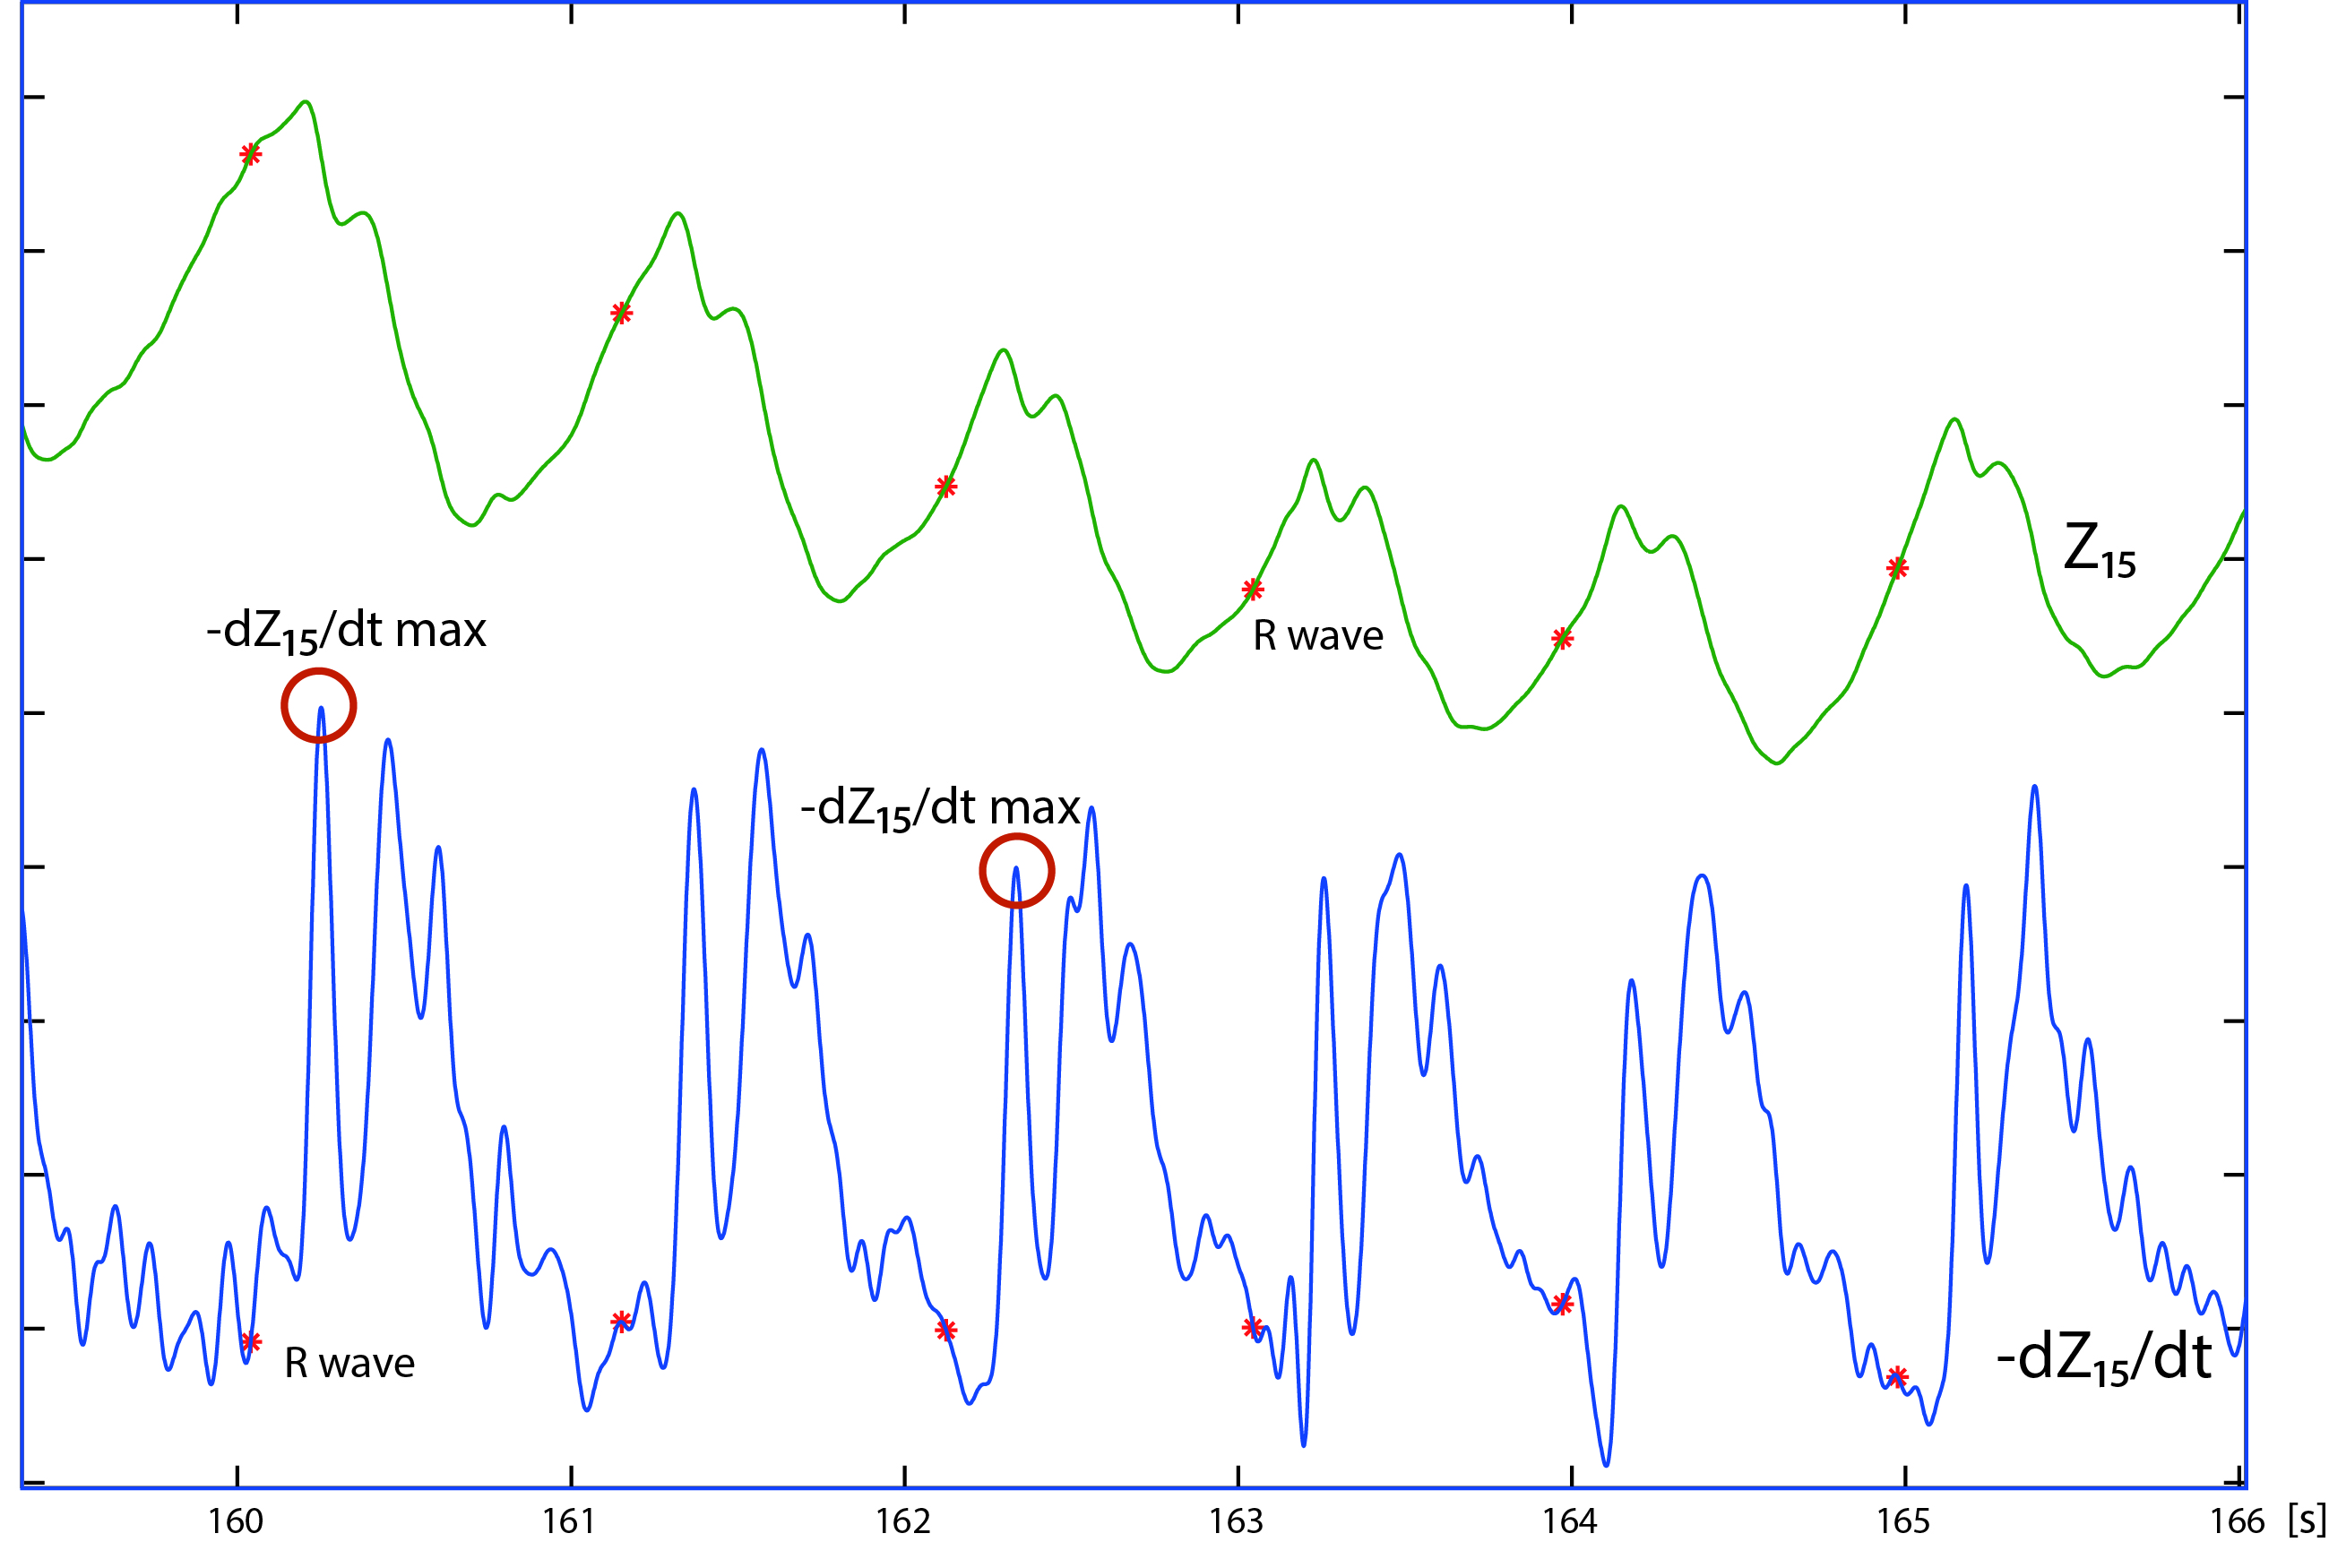 Z₁₅
-dZ₁₅/dt max
R wave
-dZ₁₅/dt max
R wave
-dZ₁₅/dt
160 161 162 163 164 165 166 [s]